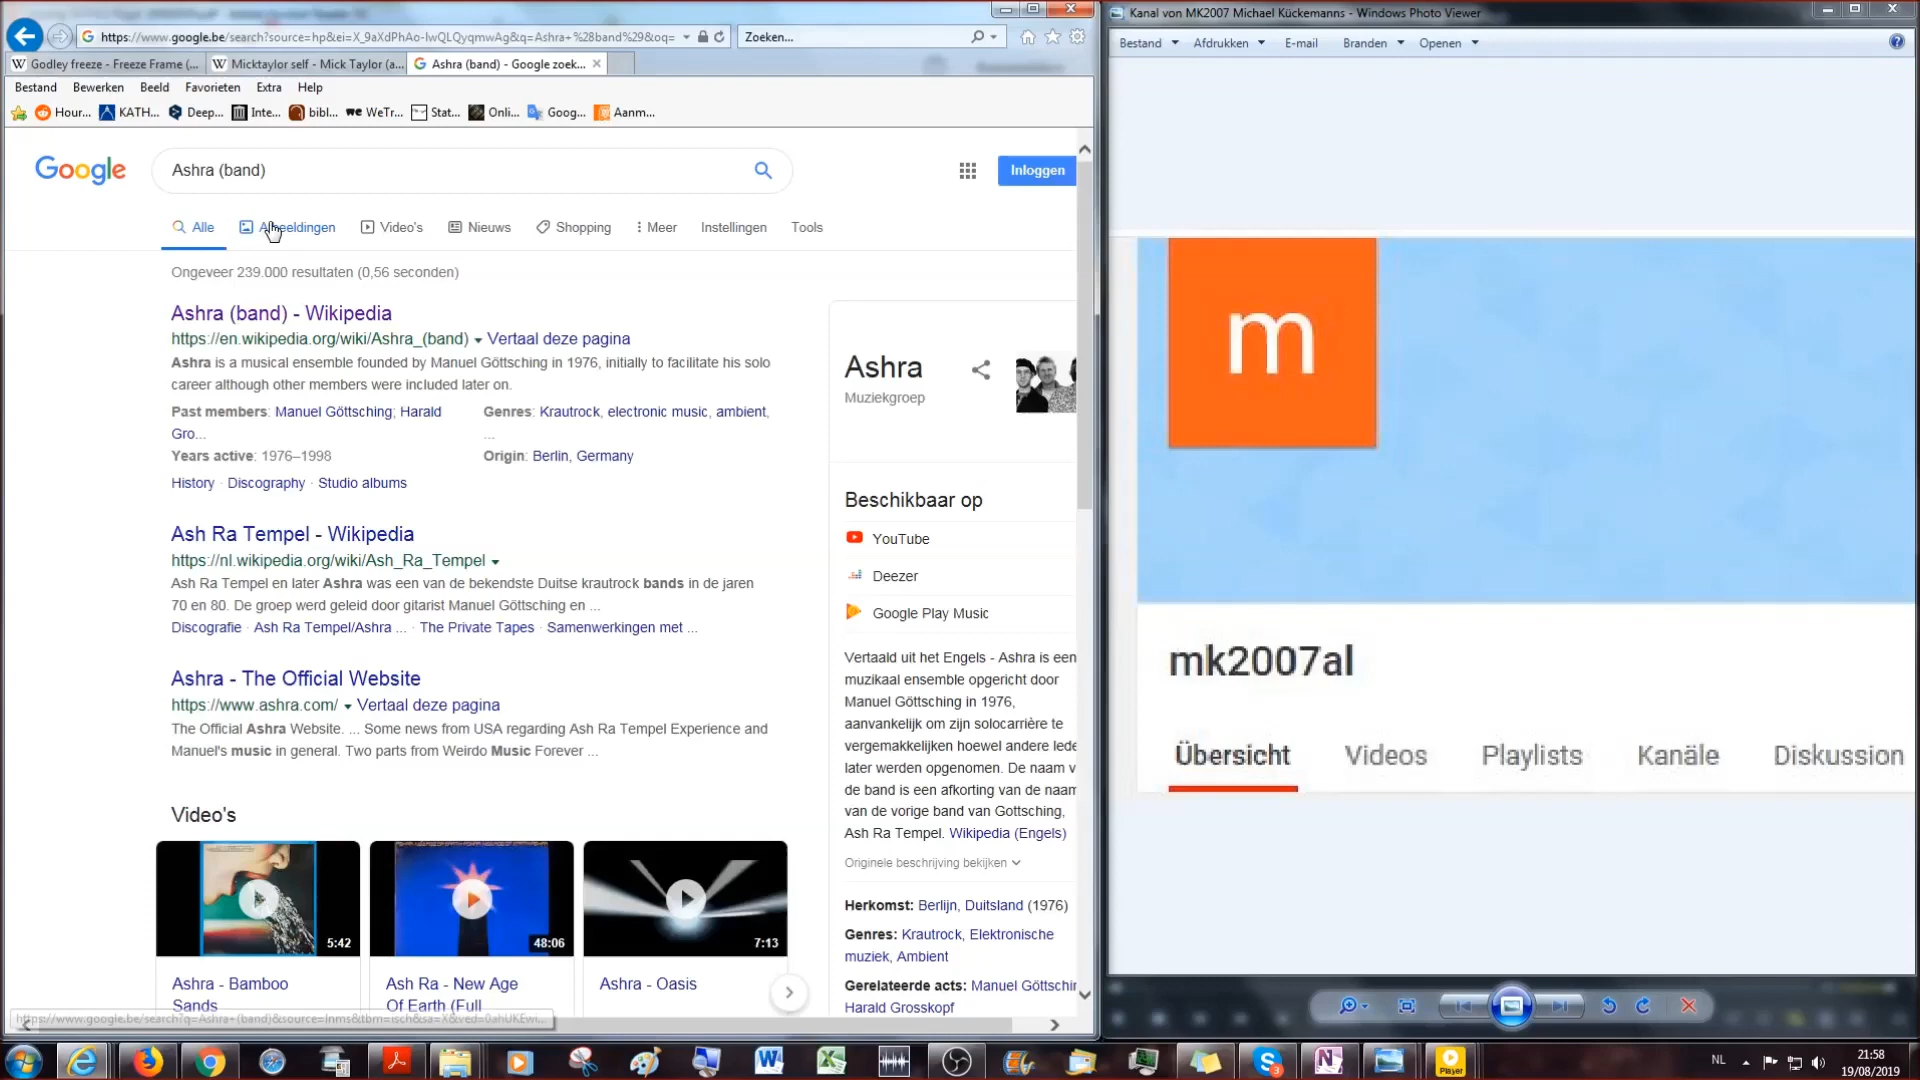 https://www.google.be/search?source=hp&ei=X_9aXdPhAo-lwQLQyqmwAg&q=Ashra+%28band%29&oq=
Zoeken...
Godley freeze - Freeze Frame (...
Micktaylor self - Mick Taylor (a...
Ashra (band) - Google zoek...
Bestand Bewerken Beeld Favorieten Extra Help
Hour... KATH... Deep... Inte... bibl... WeTr... Stat... Onli... Goog... Aanm...
Google
Ashra (band)
Inloggen
Alle Afbeeldingen Video's Nieuws Shopping Meer Instellingen Tools
Ongeveer 239.000 resultaten (0,56 seconden)
Ashra (band) - Wikipedia
https://en.wikipedia.org/wiki/Ashra_(band) Vertaal deze pagina
Ashra is a musical ensemble founded by Manuel Göttsching in 1976, initially to facilitate his solo
career although other members were included later on.
Past members: Manuel Göttsching; Harald
Gro...
Genres: Krautrock, electronic music, ambient,
...
Years active: 1976–1998
Origin: Berlin, Germany
History · Discography · Studio albums
Ash Ra Tempel - Wikipedia
https://nl.wikipedia.org/wiki/Ash_Ra_Tempel
Ash Ra Tempel en later Ashra was een van de bekendste Duitse krautrock bands in de jaren
70 en 80. De groep werd geleid door gitarist Manuel Göttsching en ...
Discografie · Ash Ra Tempel/Ashra ... · The Private Tapes · Samenwerkingen met ...
Ashra - The Official Website
https://www.ashra.com/ Vertaal deze pagina
The Official Ashra Website. ... Some news from USA regarding Ash Ra Tempel Experience and
Manuel's music in general. Two parts from Weirdo Music Forever ...
Video's
5:42
48:06
7:13
Ashra - Bamboo
Sands
Ash Ra - New Age
Of Earth (Full
Ashra - Oasis
Ashra
Muziekgroep
Beschikbaar op
YouTube
Deezer
Google Play Music
Vertaald uit het Engels - Ashra is een
muzikaal ensemble opgericht door
Manuel Göttsching in 1976,
aanvankelijk om zijn solocarrière te
vergemakkelijken hoewel andere lede
later werden opgenomen. De naam v
de band is een afkorting van de naam
van de vorige band van Gottsching,
Ash Ra Tempel. Wikipedia (Engels)
Originele beschrijving bekijken
Herkomst: Berlijn, Duitsland (1976)
Genres: Krautrock, Elektronische
muziek, Ambient
Gerelateerde acts: Manuel Göttschin
Harald Grosskopf
Kanal von MK2007 Michael Kückemanns - Windows Photo Viewer
Bestand Afdrukken E-mail Branden Openen
m
mk2007al
Übersicht Videos Playlists Kanäle Diskussion
3
Player
NL
21:58
19/08/2019